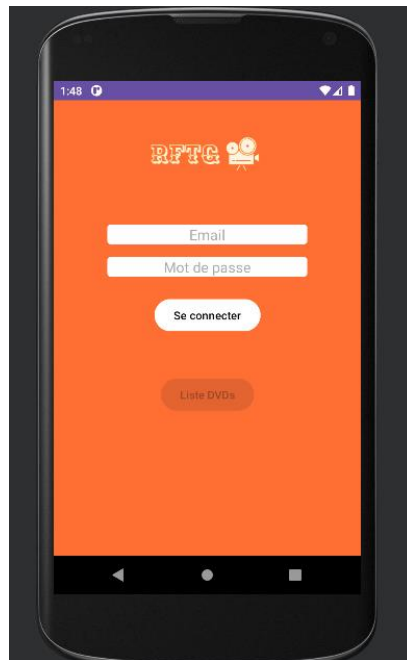 1:48
RFTG
Email
Mot de passe
Se connecter
Liste DVDs